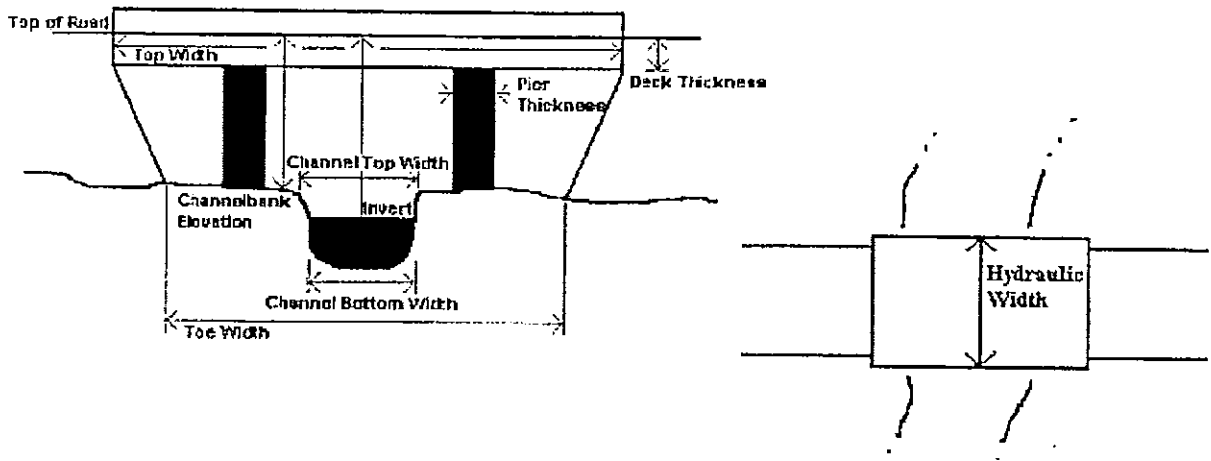 Top of Road
Top Width
Deck Thickness
Pier
Thickness
Channel Top Width
Channelbank
Elevation
Invert
Channel Bottom Width
Toe Width
Hydraulic
Width